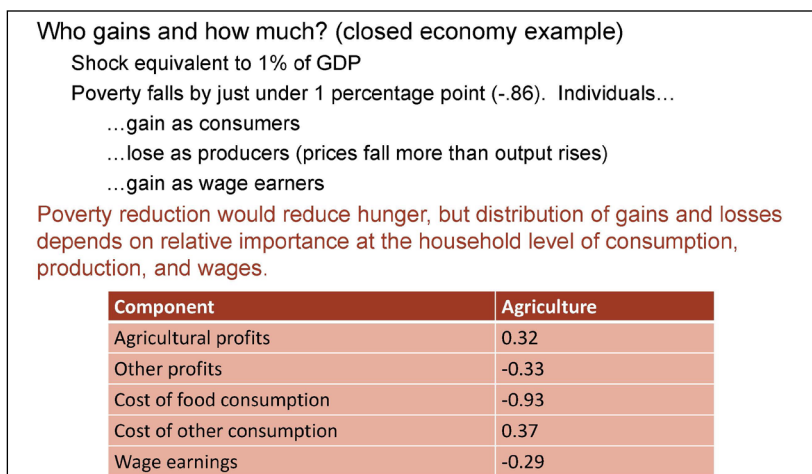 Who gains and how much? (closed economy example)
Shock equivalent to 1% of GDP
Poverty falls by just under 1 percentage point (-.86).  Individuals…
…gain as consumers
…lose as producers (prices fall more than output rises)
…gain as wage earners
Poverty reduction would reduce hunger, but distribution of gains and losses
depends on relative importance at the household level of consumption,
production, and wages.
Component Agriculture
Agricultural profits 0.32
Other profits -0.33
Cost of food consumption -0.93
Cost of other consumption 0.37
Wage earnings -0.29